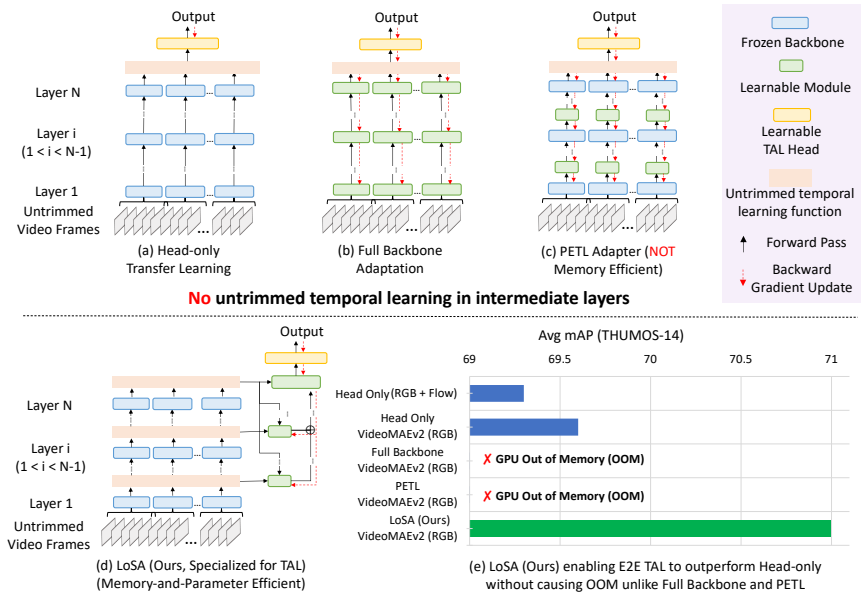 Output
Layer N
Layer i
(1 < i < N-1)
Layer 1
Untrimmed
Video Frames
...
...
...
...
(a) Head-only
Transfer Learning
Output
...
...
...
...
(b) Full Backbone
Adaptation
Output
...
...
...
...
(c) PETL Adapter (NOT
Memory Efficient)
Frozen Backbone
Learnable Module
Learnable
TAL Head
Untrimmed temporal
learning function
Forward Pass
Backward
Gradient Update
No untrimmed temporal learning in intermediate layers
Output
Layer N
Layer i
(1 < i < N-1)
Layer 1
Untrimmed
Video Frames
...
...
...
...
(d) LoSA (Ours, Specialized for TAL)
(Memory-and-Parameter Efficient)
Avg mAP (THUMOS-14)
69 69.5 70 70.5 71
Head Only (RGB + Flow)
Head Only
VideoMAEv2 (RGB)
Full Backbone
VideoMAEv2 (RGB)
✗ GPU Out of Memory (OOM)
PETL
VideoMAEv2 (RGB)
✗ GPU Out of Memory (OOM)
LoSA (Ours)
VideoMAEv2 (RGB)
(e) LoSA (Ours) enabling E2E TAL to outperform Head-only
without causing OOM unlike Full Backbone and PETL